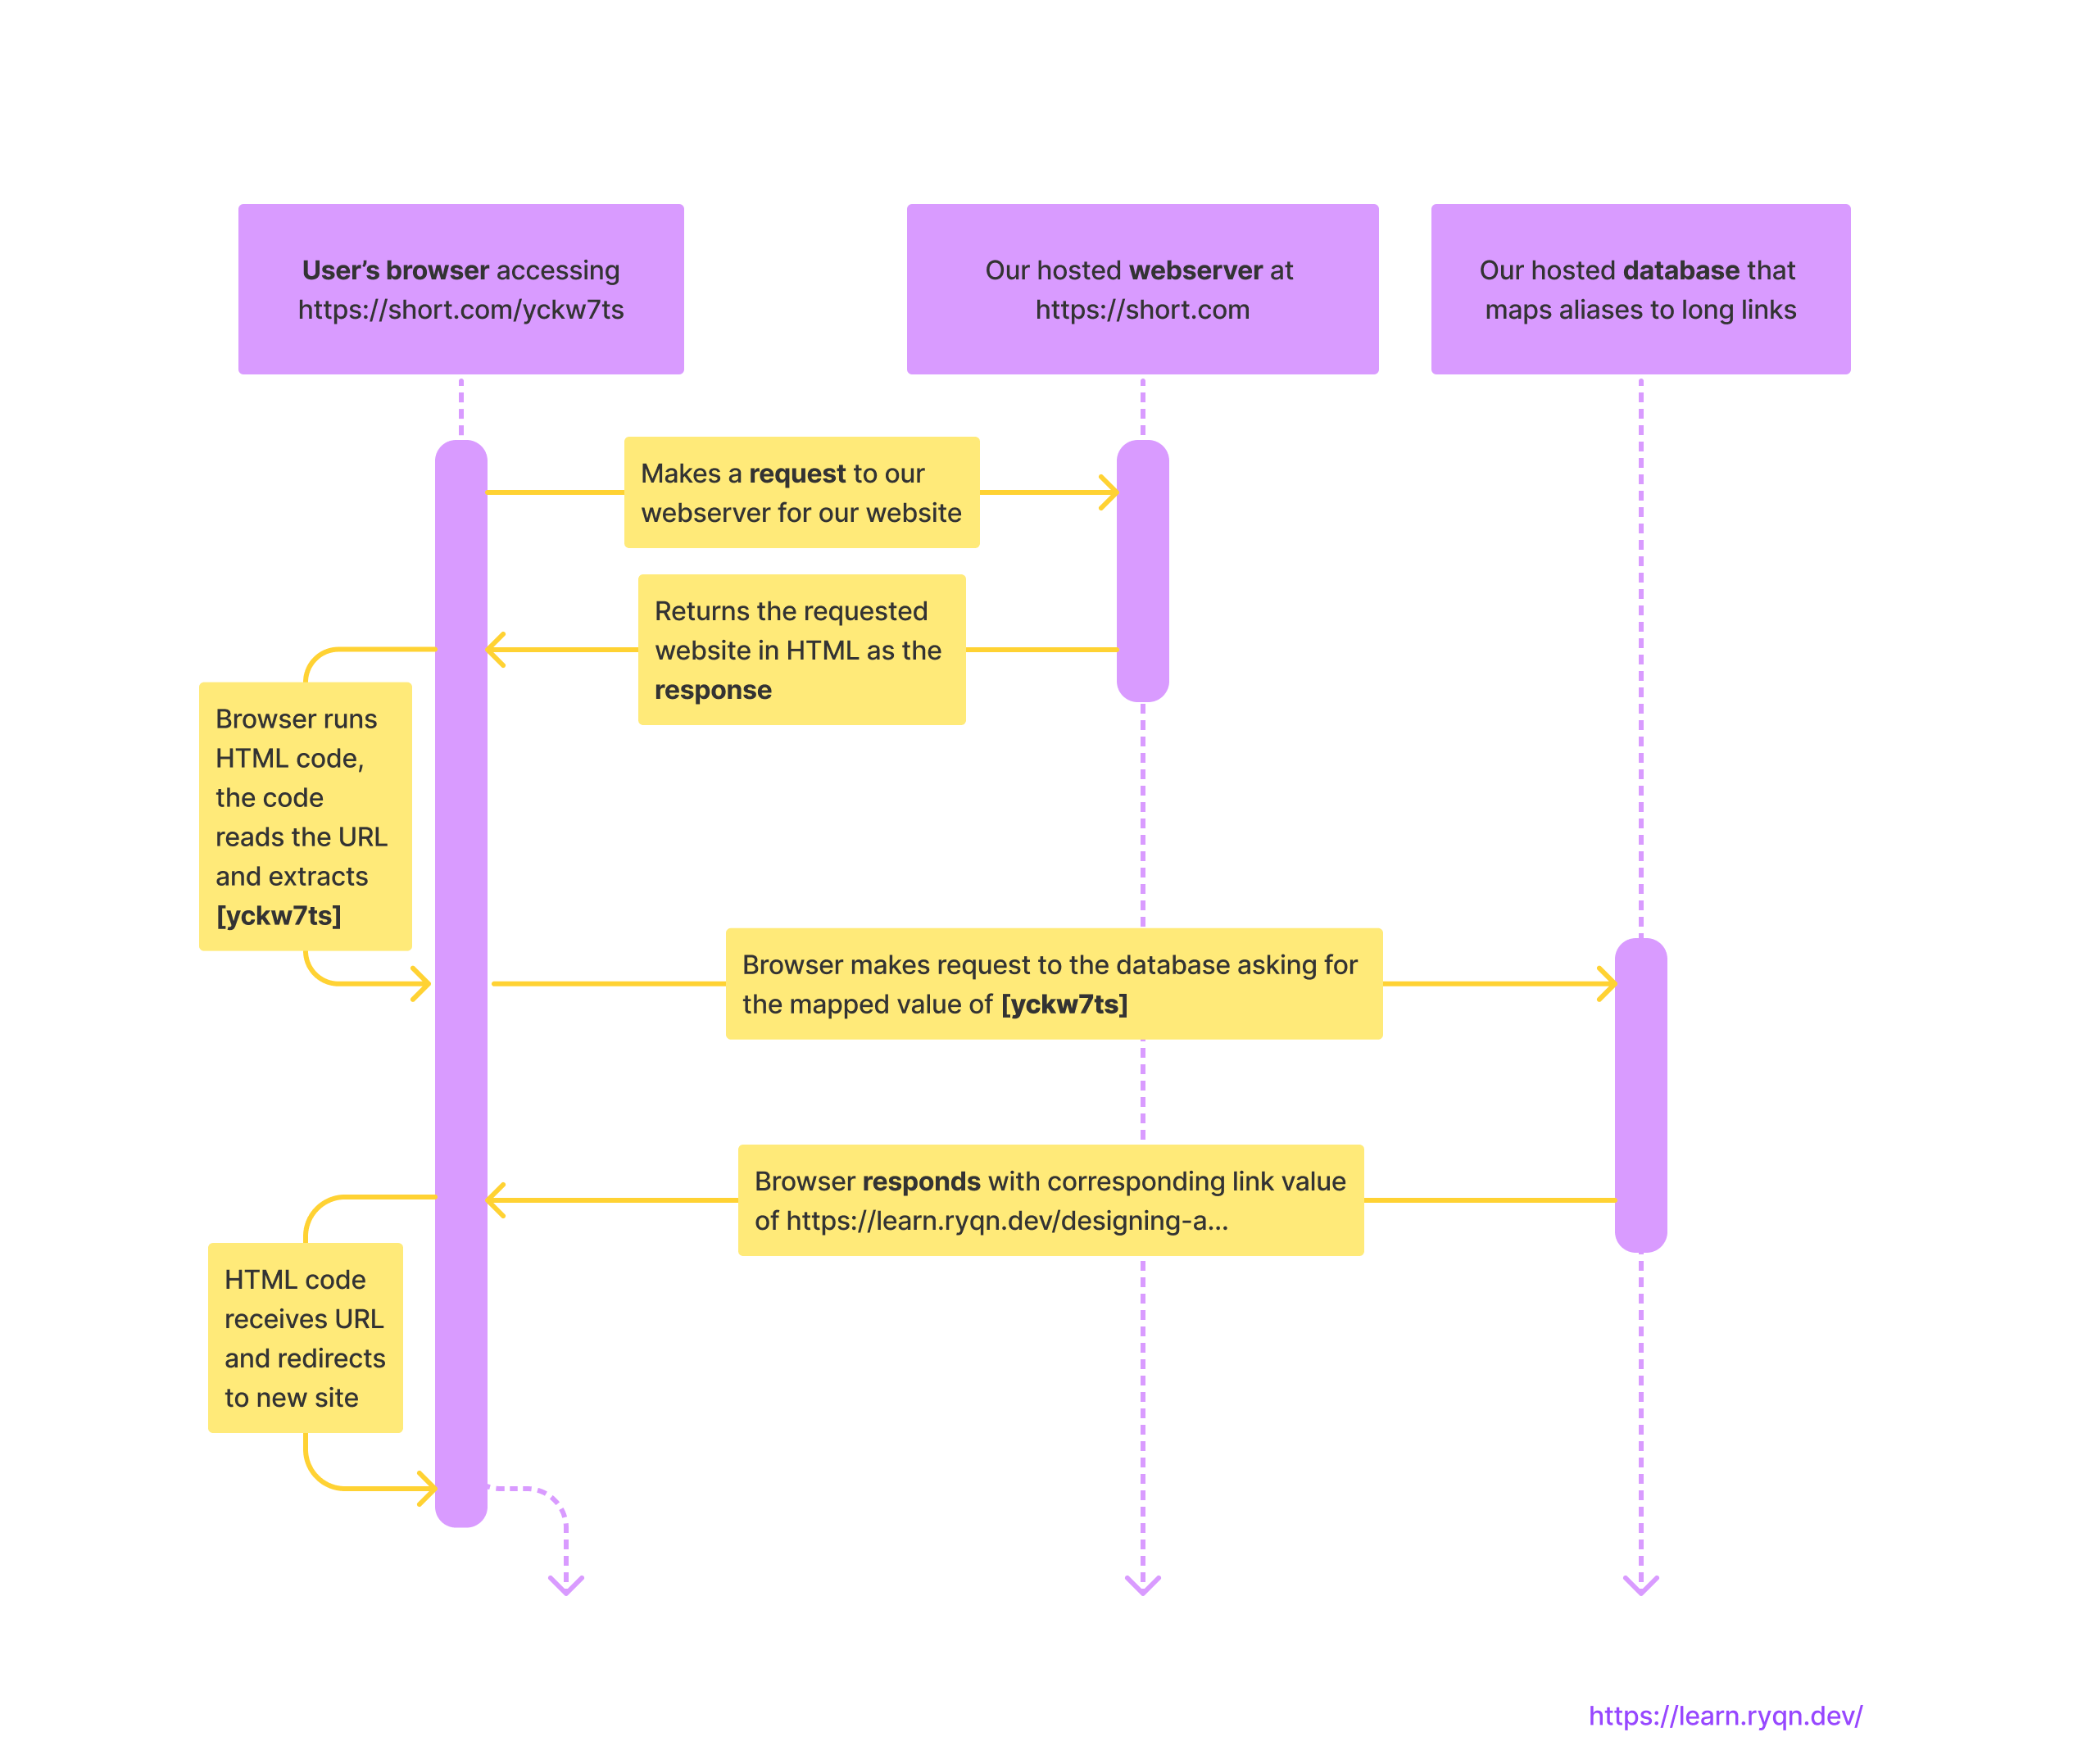 User’s browser accessing
https://short.com/yckw7ts
Our hosted webserver at
https://short.com
Our hosted database that
maps aliases to long links
Makes a request to our
webserver for our website
Returns the requested
website in HTML as the
response
Browser runs
HTML code,
the code
reads the URL
and extracts
[yckw7ts]
Browser makes request to the database asking for
the mapped value of [yckw7ts]
Browser responds with corresponding link value
of https://learn.ryqn.dev/designing-a...
HTML code
receives URL
and redirects
to new site
https://learn.ryqn.dev/